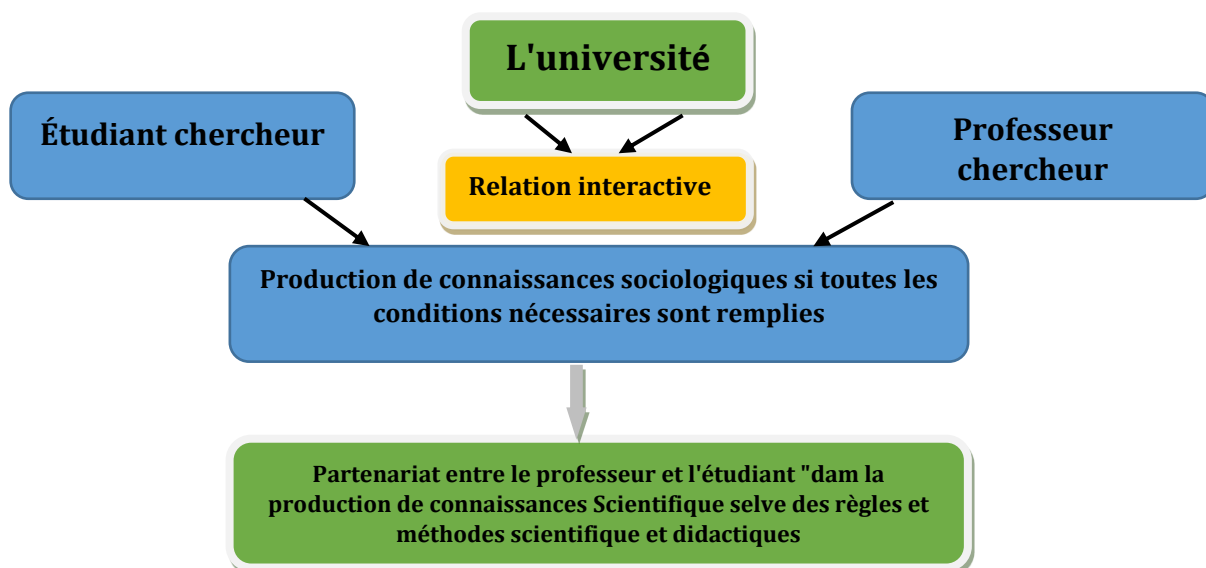 L'université
Étudiant chercheur
Professeur
chercheur
Relation interactive
Production de connaissances sociologiques si toutes les
conditions nécessaires sont remplies
Partenariat entre le professeur et l'étudiant "dam la
production de connaissances Scientifique selve des règles et
méthodes scientifique et didactiques